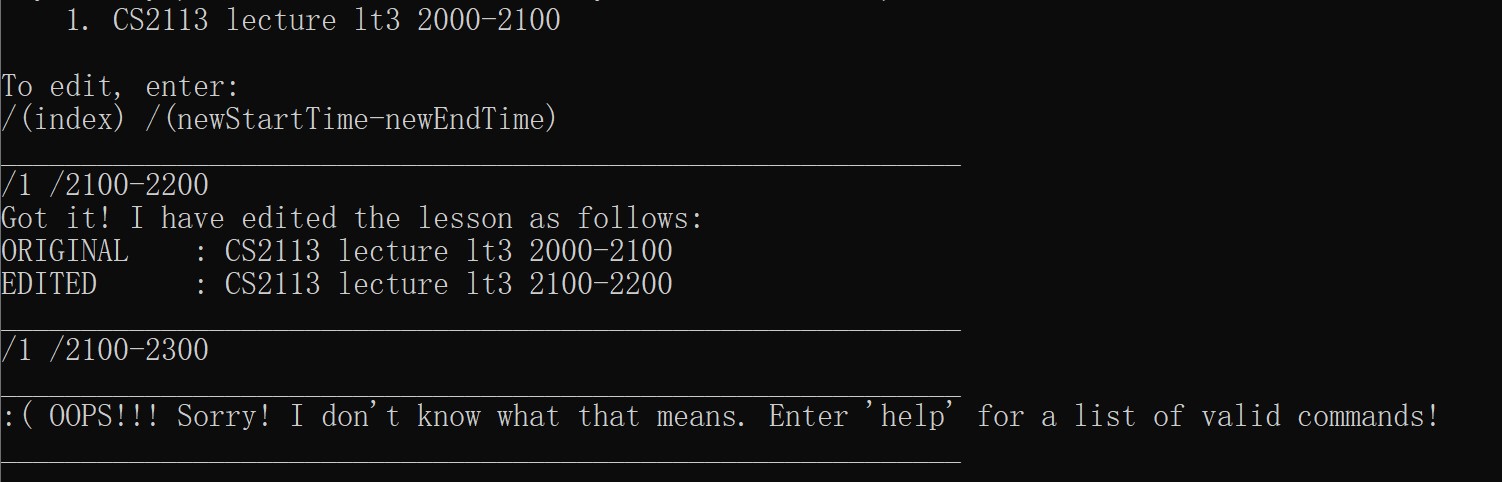 1. CS2113 lecture lt3 2000-2100
To edit, enter:
/(index) /(newStartTime-newEndTime)
/1 /2100-2200
Got it! I have edited the lesson as follows:
ORIGINAL    : CS2113 lecture lt3 2000-2100
EDITED      : CS2113 lecture lt3 2100-2200
/1 /2100-2300
:( OOPS!!! Sorry! I don't know what that means. Enter 'help' for a list of valid commands!